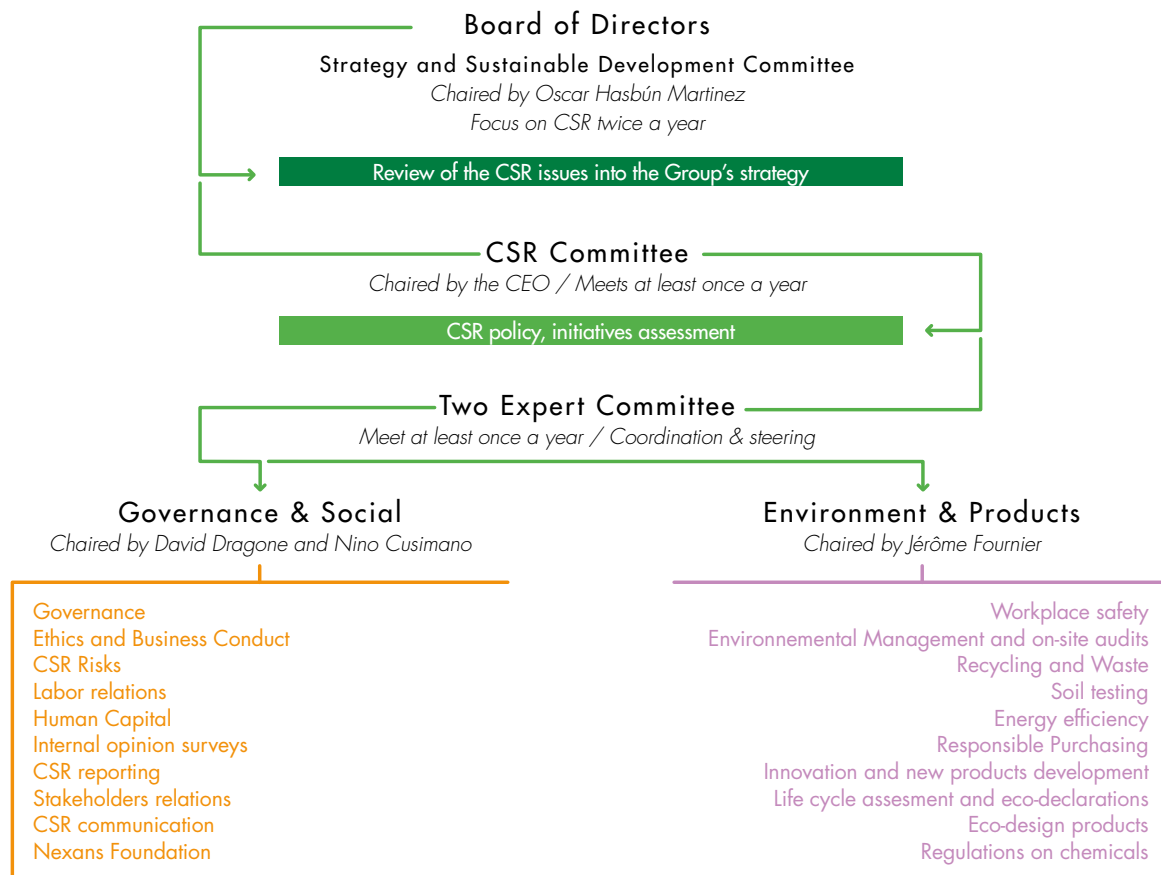 Board of Directors
Strategy and Sustainable Development Committee
Chaired by Oscar Hasbún Martinez
Focus on CSR twice a year
Review of the CSR issues into the Group's strategy
CSR Committee
Chaired by the CEO / Meets at least once a year
CSR policy, initiatives assessment
Two Expert Committee
Meet at least once a year / Coordination & steering
Governance & Social
Chaired by David Dragone and Nino Cusimano
Governance
Ethics and Business Conduct
CSR Risks
Labor relations
Human Capital
Internal opinion surveys
CSR reporting
Stakeholders relations
CSR communication
Nexans Foundation
Environment & Products
Chaired by Jérôme Fournier
Workplace safety
Environnemental Management and on-site audits
Recycling and Waste
Soil testing
Energy efficiency
Responsible Purchasing
Innovation and new products development
Life cycle assesment and eco-declarations
Eco-design products
Regulations on chemicals